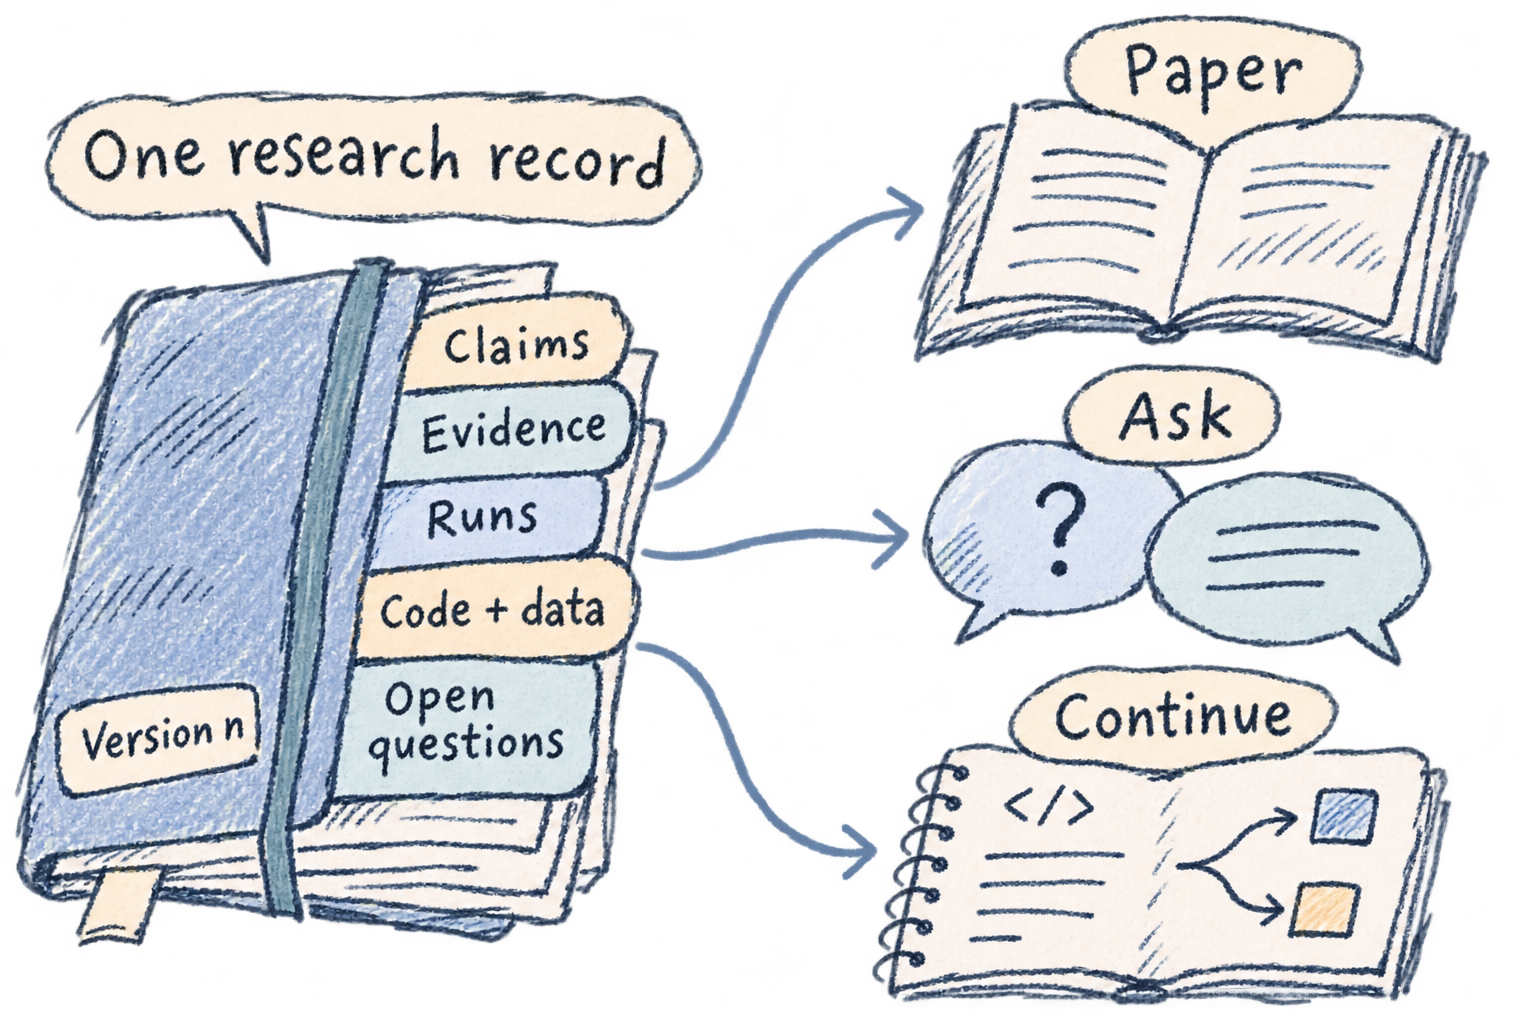 One research record
Claims
Evidence
Runs
Code + data
Open
questions
Version n
Paper
Ask
?
Continue
</>